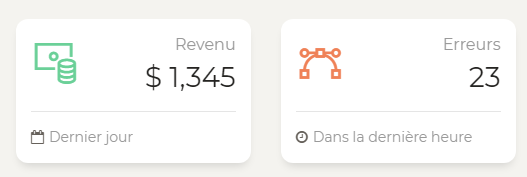 Revenu
$ 1,345
Dernier jour
Erreurs
23
Dans la dernière heure